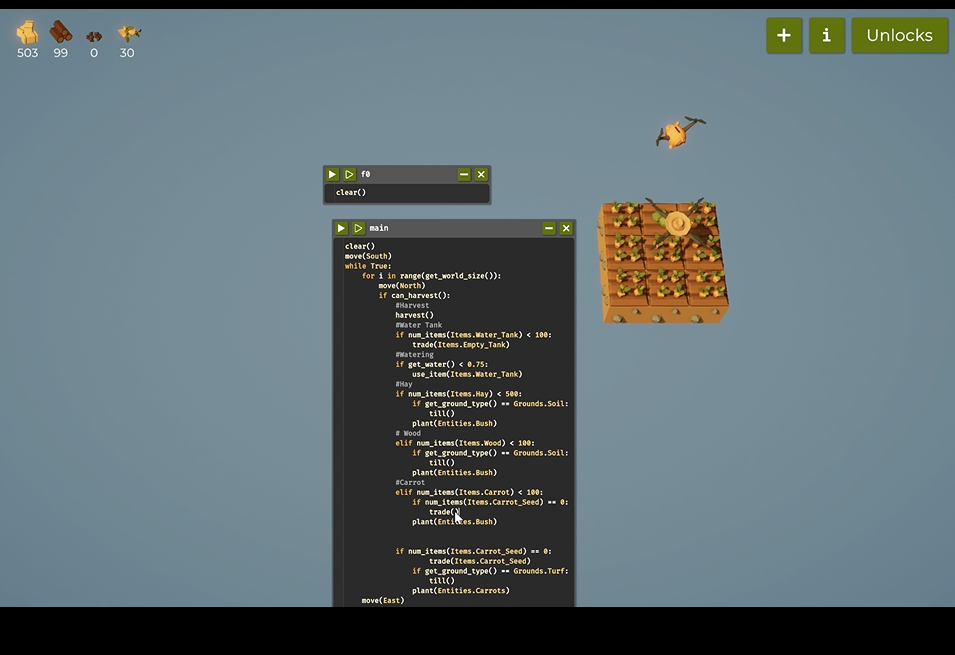 503 99 0 30
+ i Unlocks
f0
clear()
main
clear()
move(South)
while True:
for i in range(get_world_size()):
move(North)
if can_harvest():
#Harvest
harvest()
#Water Tank
if num_items(Items.Water_Tank) < 100:
trade(Items.Empty_Tank)
#Watering
if get_water() < 0.75:
use_item(Items.Water_Tank)
#Hay
if num_items(Items.Hay) < 500:
if get_ground_type() == Grounds.Soil:
till()
plant(Entities.Bush)
# Wood
elif num_items(Items.Wood) < 100:
if get_ground_type() == Grounds.Soil:
till()
plant(Entities.Bush)
#Carrot
elif num_items(Items.Carrot) < 100:
if num_items(Items.Carrot_Seed) == 0:
trade()
plant(Entities.Bush)
if num_items(Items.Carrot_Seed) == 0:
trade(Items.Carrot_Seed)
if get_ground_type() == Grounds.Turf:
till()
plant(Entities.Carrots)
move(East)